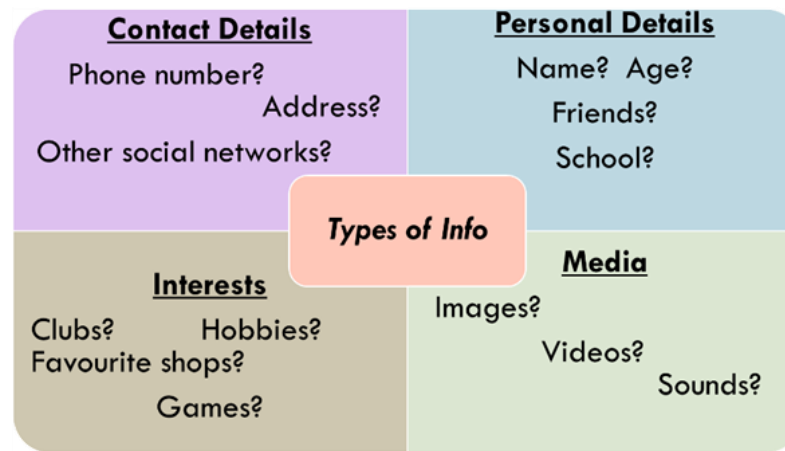 Contact Details
Phone number?
Address?
Other social networks?
Personal Details
Name? Age?
Friends?
School?
Types of Info
Interests
Clubs? Hobbies?
Favourite shops?
Games?
Media
Images?
Videos?
Sounds?